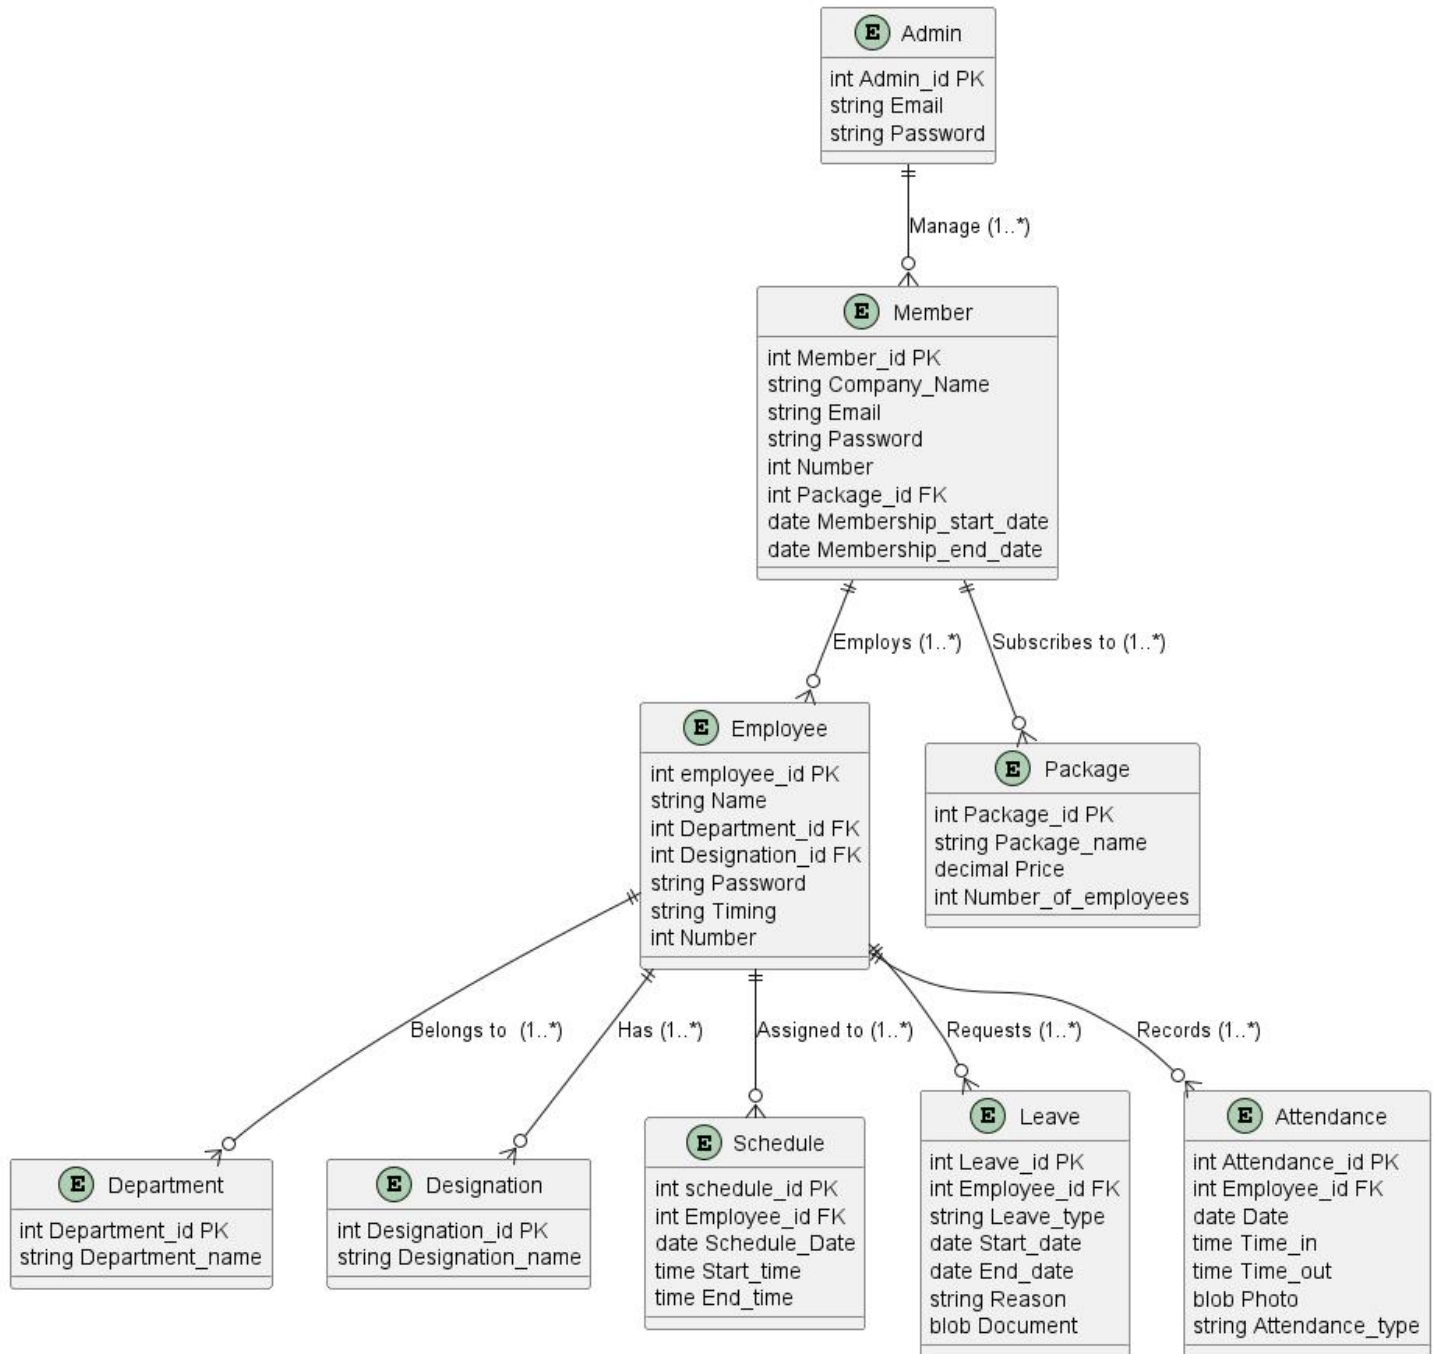 E Admin
int Admin_id PK
string Email
string Password
Manage (1..*)
E Member
int Member_id PK
string Company_Name
string Email
string Password
int Number
int Package_id FK
date Membership_start_date
date Membership_end_date
Employs (1..*)
Subscribes to (1..*)
E Employee
int employee_id PK
string Name
int Department_id FK
int Designation_id FK
string Password
string Timing
int Number
E Package
int Package_id PK
string Package_name
decimal Price
int Number_of_employees
Belongs to  (1..*)
Has (1..*)
Assigned to (1..*)
Requests (1..*)
Records (1..*)
E Department
int Department_id PK
string Department_name
E Designation
int Designation_id PK
string Designation_name
E Schedule
int schedule_id PK
int Employee_id FK
date Schedule_Date
time Start_time
time End_time
E Leave
int Leave_id PK
int Employee_id FK
string Leave_type
date Start_date
date End_date
string Reason
blob Document
E Attendance
int Attendance_id PK
int Employee_id FK
date Date
time Time_in
time Time_out
blob Photo
string Attendance_type